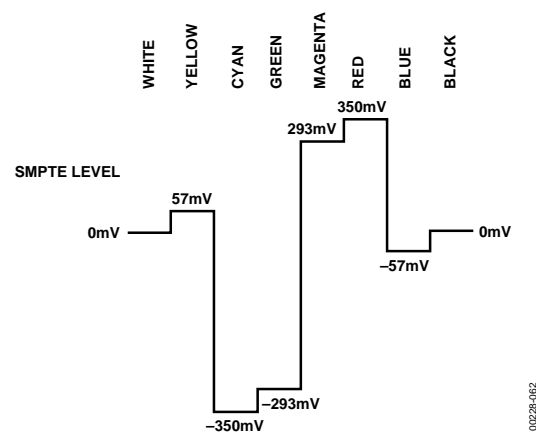 WHITE
YELLOW
CYAN
GREEN
MAGENTA
RED
BLUE
BLACK
350mV
293mV
SMPTE LEVEL
57mV
0mV
0mV
–57mV
–293mV
–350mV
00228-062